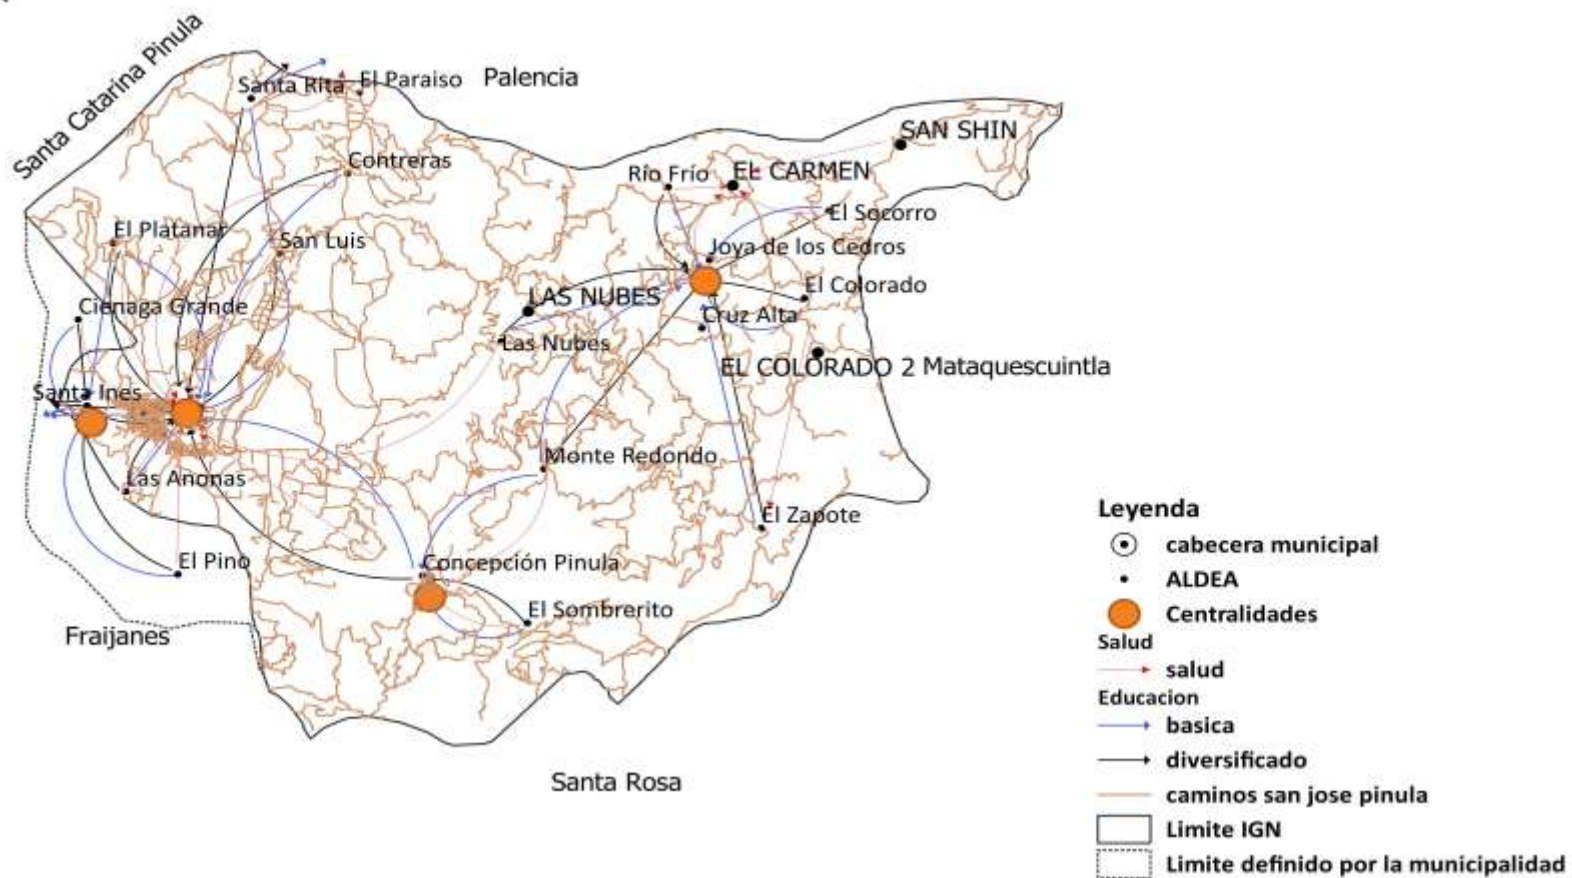 Santa Catarina Pinula
Santa Rita
El Paraiso
Palencia
SAN SHIN
Contreras
Río Frío
EL CARMEN
El Socorro
El Platanar
San Luis
Joya de los Cedros
El Colorado
Cienaga Grande
LAS NUBES
Cruz Alta
Las Nubes
EL COLORADO 2
Mataquescuintla
Santa Ines
Monte Redondo
Las Anonas
El Zapote
El Pino
Concepción Pinula
El Sombrerito
Fraijanes
Santa Rosa
Leyenda
cabecera municipal
ALDEA
Centralidades
Salud
salud
Educacion
basica
diversificado
caminos san jose pinula
Limite IGN
Limite definido por la municipalidad